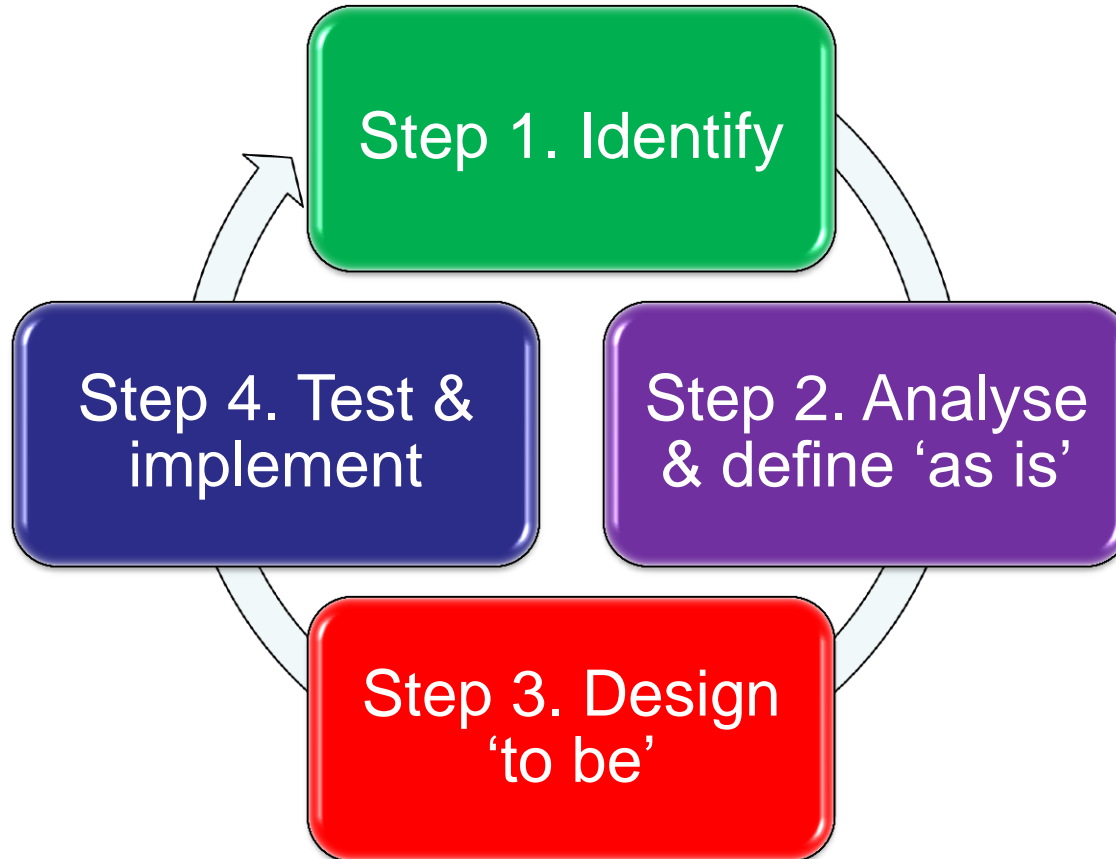 Step 1. Identify
Step 2. Analyse
& define ‘as is’
Step 3. Design
‘to be’
Step 4. Test &
implement